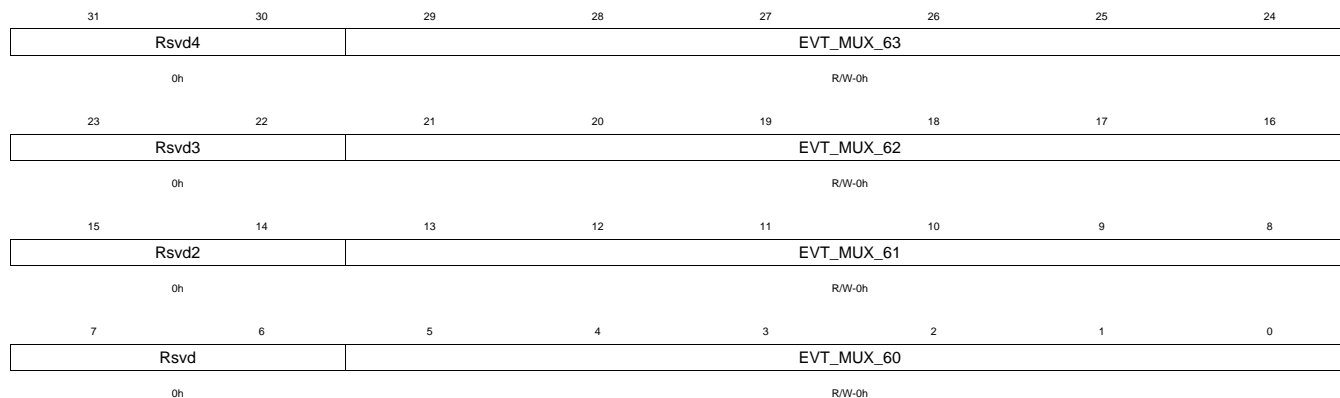 31 30 29 28 27 26 25 24
Rsvd4 EVT_MUX_63
0h R/W-0h
23 22 21 20 19 18 17 16
Rsvd3 EVT_MUX_62
0h R/W-0h
15 14 13 12 11 10 9 8
Rsvd2 EVT_MUX_61
0h R/W-0h
7 6 5 4 3 2 1 0
Rsvd EVT_MUX_60
0h R/W-0h